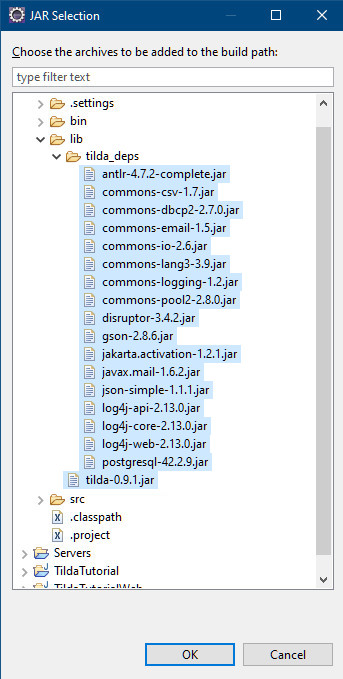 JAR Selection
Choose the archives to be added to the build path:
type filter text
.settings
bin
lib
tilda_deps
antlr-4.7.2-complete.jar
commons-csv-1.7.jar
commons-dbcp2-2.7.0.jar
commons-email-1.5.jar
commons-io-2.6.jar
commons-lang3-3.9.jar
commons-logging-1.2.jar
commons-pool2-2.8.0.jar
disruptor-3.4.2.jar
gson-2.8.6.jar
jakarta.activation-1.2.1.jar
javax.mail-1.6.2.jar
json-simple-1.1.1.jar
log4j-api-2.13.0.jar
log4j-core-2.13.0.jar
log4j-web-2.13.0.jar
postgresql-42.2.9.jar
tilda-0.9.1.jar
src
.classpath
.project
Servers
TildaTutorial
TildaTutorialWeb
OK Cancel